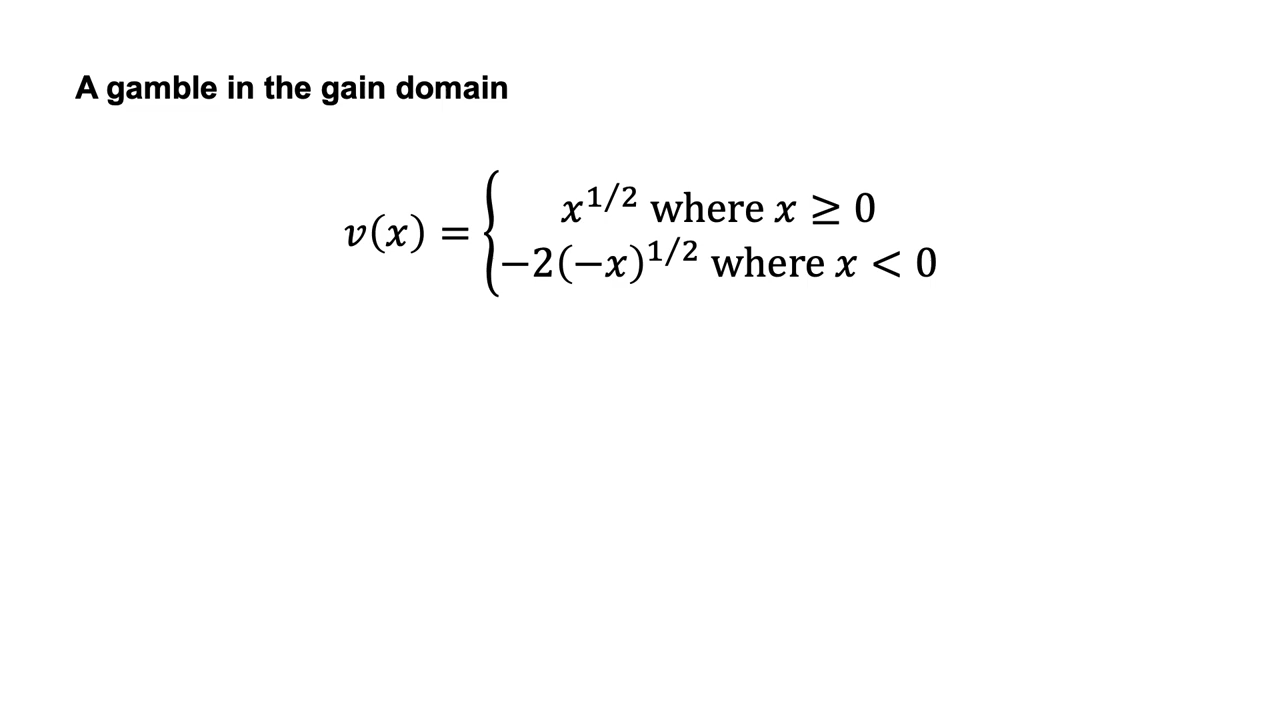 A gamble in the gain domain
v(x) = { x^{1/2} where x ≥ 0
−2(−x)^{1/2} where x < 0